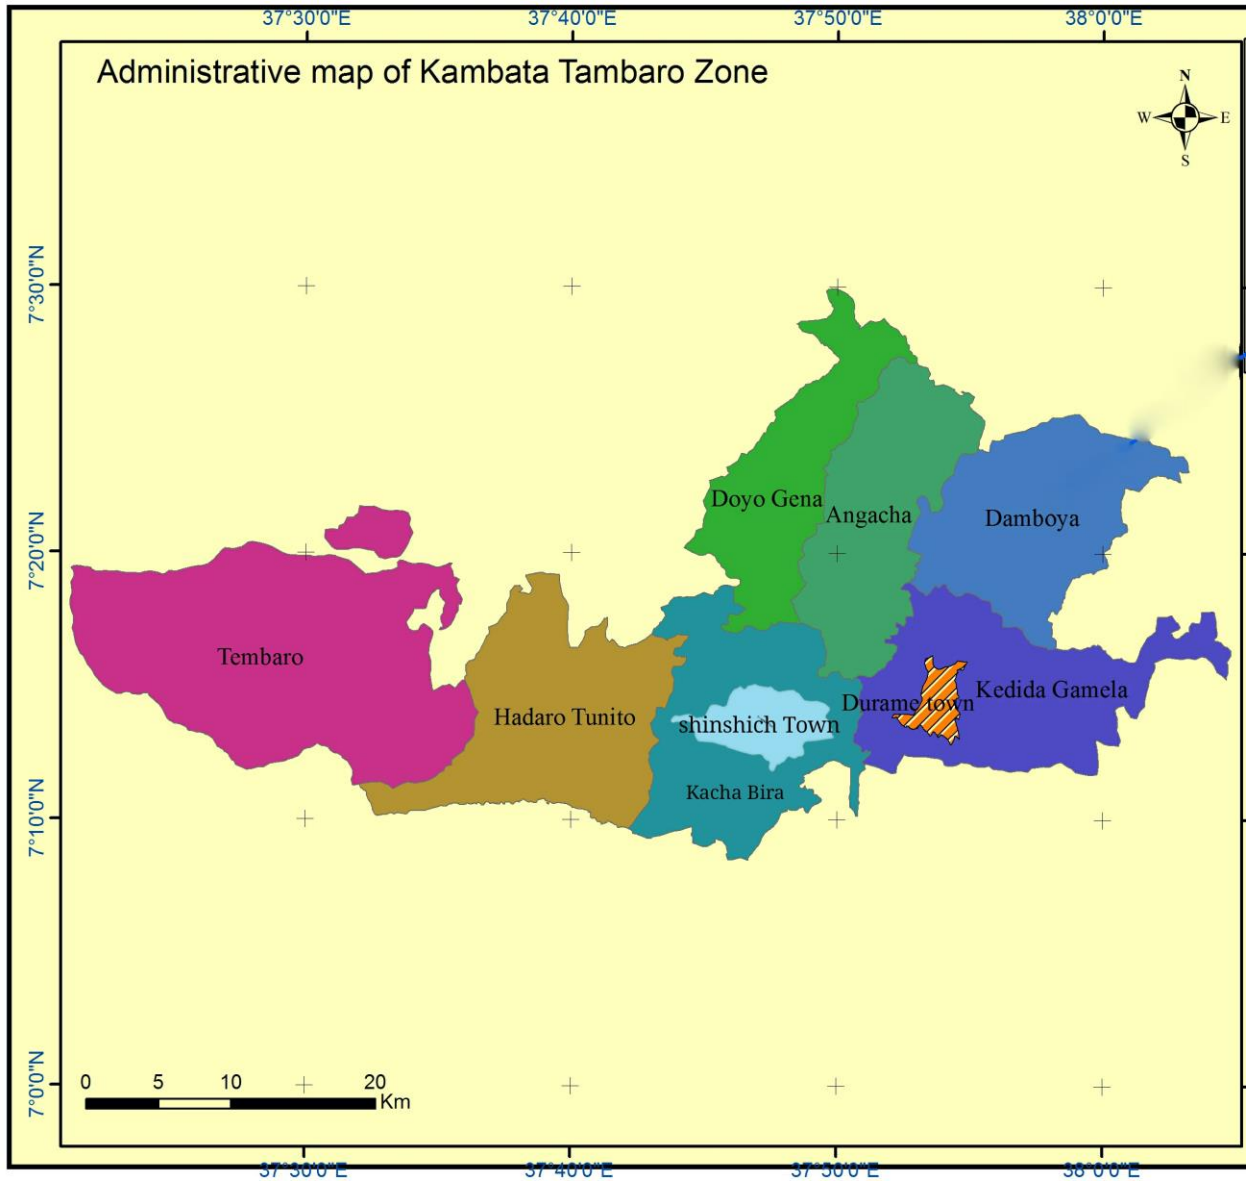 37°30'0"E 37°40'0"E 37°50'0"E 38°0'0"E
Administrative map of Kambata Tambaro Zone
N
W E
S
7°30'0"N
Doyo Gena
Angacha
Damboya
7°20'0"N
Tembaro
Hadaro Tunito
Kedida Gamela
Durame town
shinshich Town
Kacha Bira
7°10'0"N
7°0'0"N
0 5 10 20
Km
37°30'0"E 37°40'0"E 37°50'0"E 38°0'0"E